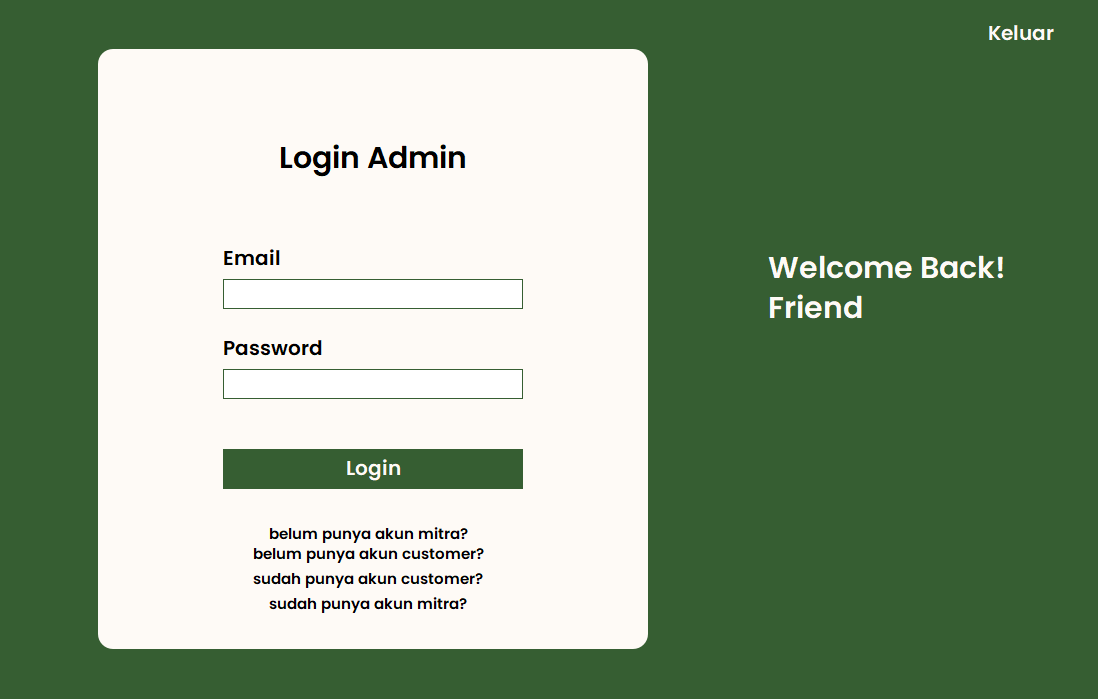 Keluar
Login Admin
Email
Password
Login
belum punya akun mitra?
belum punya akun customer?
sudah punya akun customer?
sudah punya akun mitra?
Welcome Back!
Friend